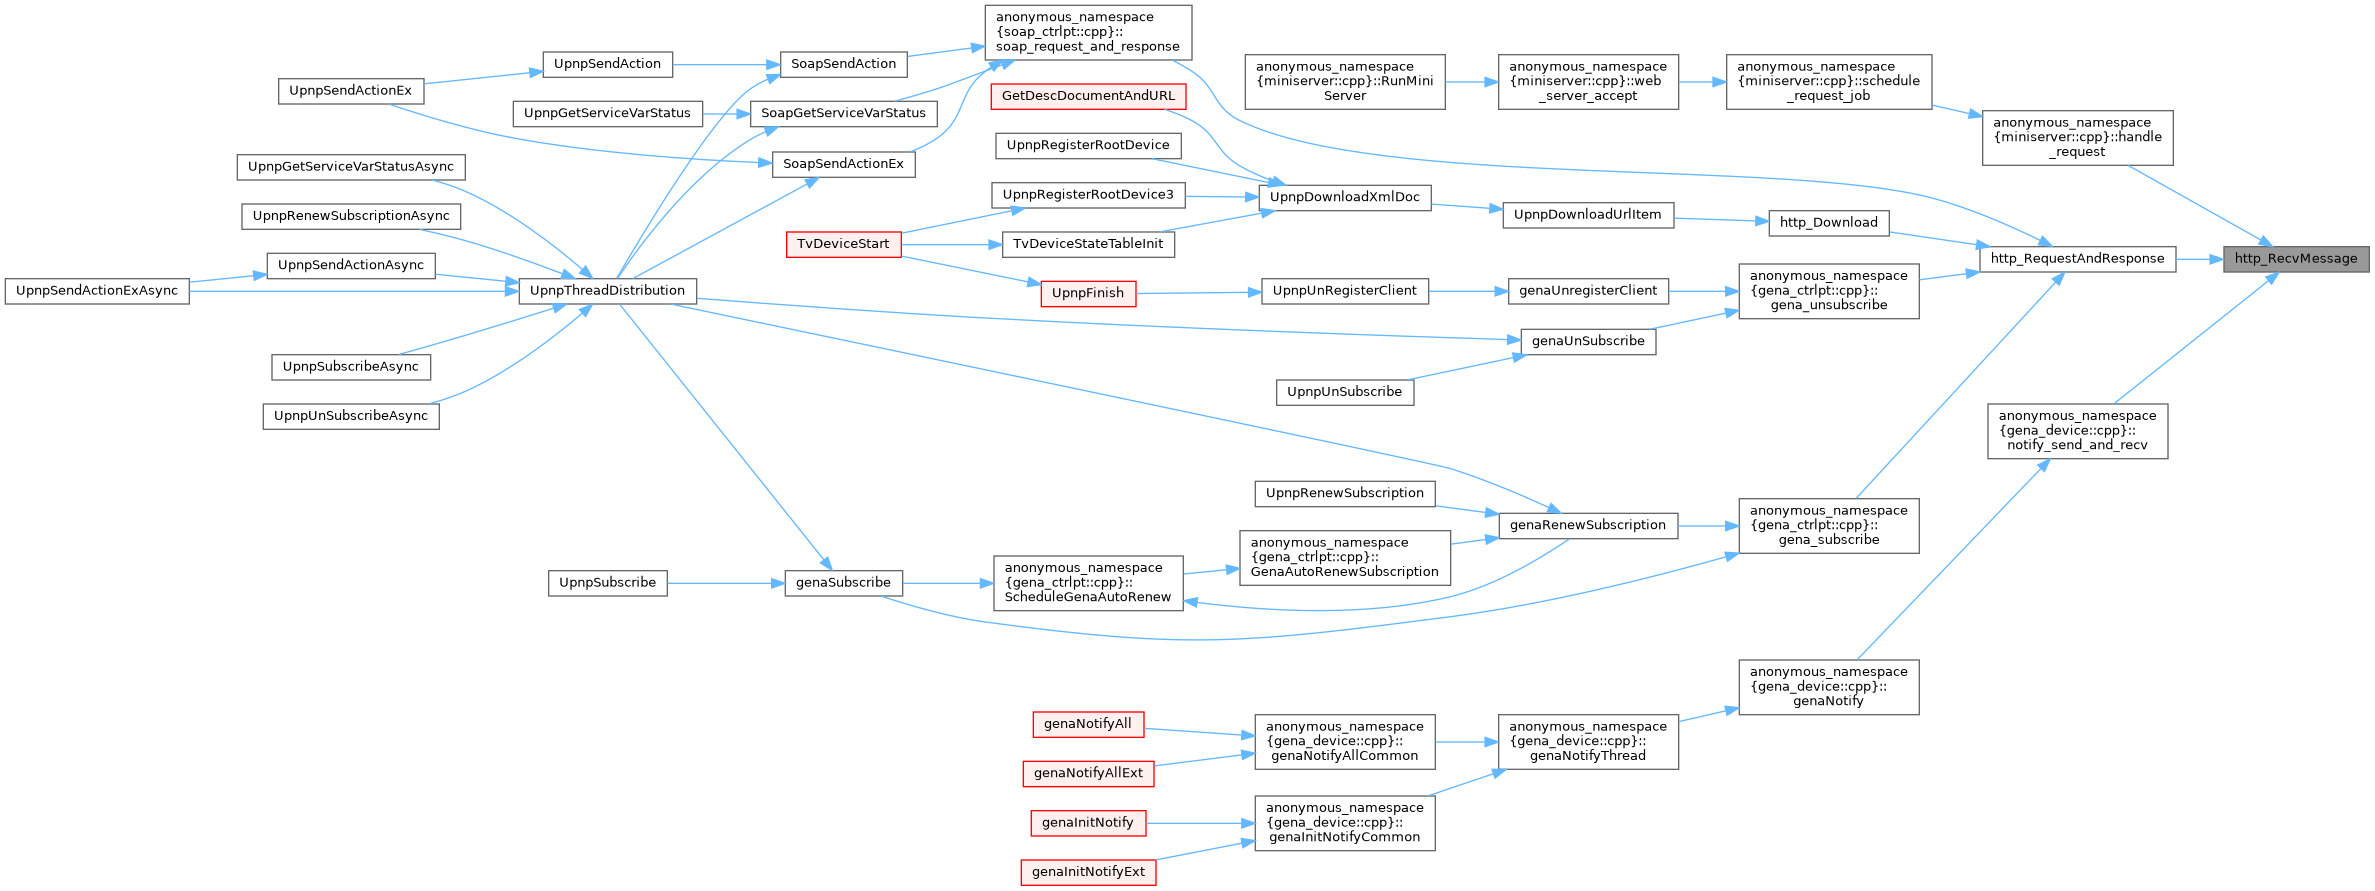 anonymous_namespace
{soap_ctrlpt::cpp}::
soap_request_and_response
UpnpSendAction
SoapSendAction
UpnpSendActionEx
UpnpGetServiceVarStatus
SoapGetServiceVarStatus
SoapSendActionEx
GetDescDocumentAndURL
UpnpRegisterRootDevice
UpnpRegisterRootDevice3
UpnpDownloadXmlDoc
TvDeviceStart
TvDeviceStateTableInit
UpnpFinish
anonymous_namespace
{miniserver::cpp}::RunMini
Server
anonymous_namespace
{miniserver::cpp}::web
_server_accept
anonymous_namespace
{miniserver::cpp}::schedule
_request_job
anonymous_namespace
{miniserver::cpp}::handle
_request
UpnpDownloadUrlItem
http_Download
http_RequestAndResponse
http_RecvMessage
UpnpGetServiceVarStatusAsync
UpnpRenewSubscriptionAsync
UpnpSendActionAsync
UpnpSendActionExAsync
UpnpThreadDistribution
UpnpSubscribeAsync
UpnpUnSubscribeAsync
UpnpUnRegisterClient
genaUnregisterClient
anonymous_namespace
{gena_ctrlpt::cpp}::
gena_unsubscribe
genaUnSubscribe
UpnpUnSubscribe
anonymous_namespace
{gena_device::cpp}::
notify_send_and_recv
UpnpRenewSubscription
genaRenewSubscription
anonymous_namespace
{gena_ctrlpt::cpp}::
gena_subscribe
anonymous_namespace
{gena_ctrlpt::cpp}::
GenaAutoRenewSubscription
anonymous_namespace
{gena_ctrlpt::cpp}::
ScheduleGenaAutoRenew
genaSubscribe
UpnpSubscribe
anonymous_namespace
{gena_device::cpp}::
genaNotify
anonymous_namespace
{gena_device::cpp}::
genaNotifyThread
anonymous_namespace
{gena_device::cpp}::
genaNotifyAllCommon
genaNotifyAll
genaNotifyAllExt
anonymous_namespace
{gena_device::cpp}::
genaInitNotifyCommon
genaInitNotify
genaInitNotifyExt